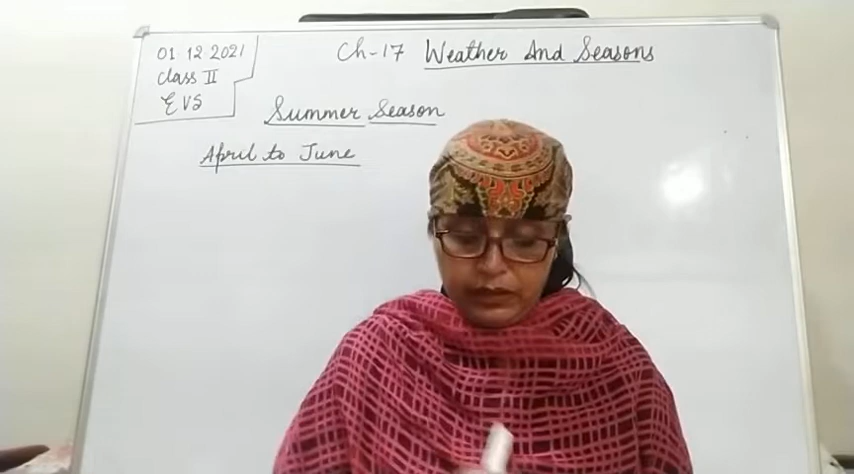 01.12.2021
Class II
EVS
Ch-17 Weather And Seasons
Summer Season
April to June